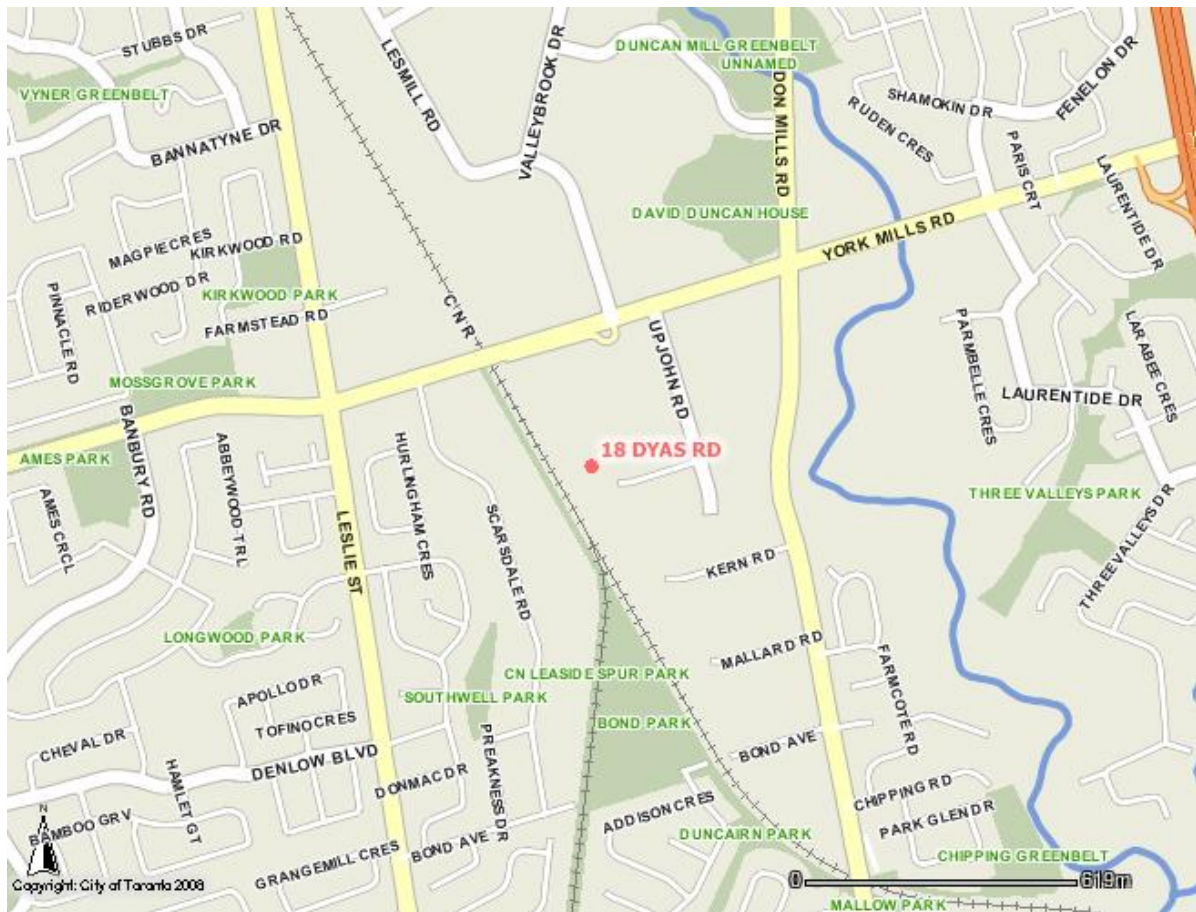 STUBBS DR
LESMILL RD
VALLEYBROOK DR
DUNCAN MILL GREENBELT
UNNAMED
DON MILLS RD
FENELON DR
SHAMOKIN DR
RUDEN CRES
VYNER GREENBELT
BANNATYNE DR
PARIS CRT
LAURENTIDE DR
DAVID DUNCAN HOUSE
YORK MILLS RD
MAGPIE CRES
KIRKWOOD RD
RIDERWOOD DR
KIRKWOOD PARK
PINNACLE RD
FARMSTEAD RD
C N R
UPJOHN RD
PARMBELLE CRES
LARABEE CRES
LAURENTIDE DR
MOSSGROVE PARK
BANBURY RD
ABBEYWOOD TRL
HURLINGHAM CRES
18 DYAS RD
AMES PARK
AMES CRCL
LESLIE ST
SCARSDALE RD
THREE VALLEYS PARK
THREE VALLEYS DR
KERN RD
LONGWOOD PARK
MALLARD RD
FARMCOTE RD
CN LEASIDE SPUR PARK
SOUTHWELL PARK
APOLLO DR
TOFINO CRES
BOND PARK
CHEVAL DR
HAMLET GT
DENLOW BLVD
DONMAC DR
PREAKNESS DR
BOND AVE
CHIPPING RD
PARK GLEN DR
ADDISON CRES
DUNCAIRN PARK
BAMBOO GRV
GRANGEMILL CRES
BOND AVE
CHIPPING GREENBELT
N
Copyright: City of Toronto 2008
0 619m
MALLOW PARK